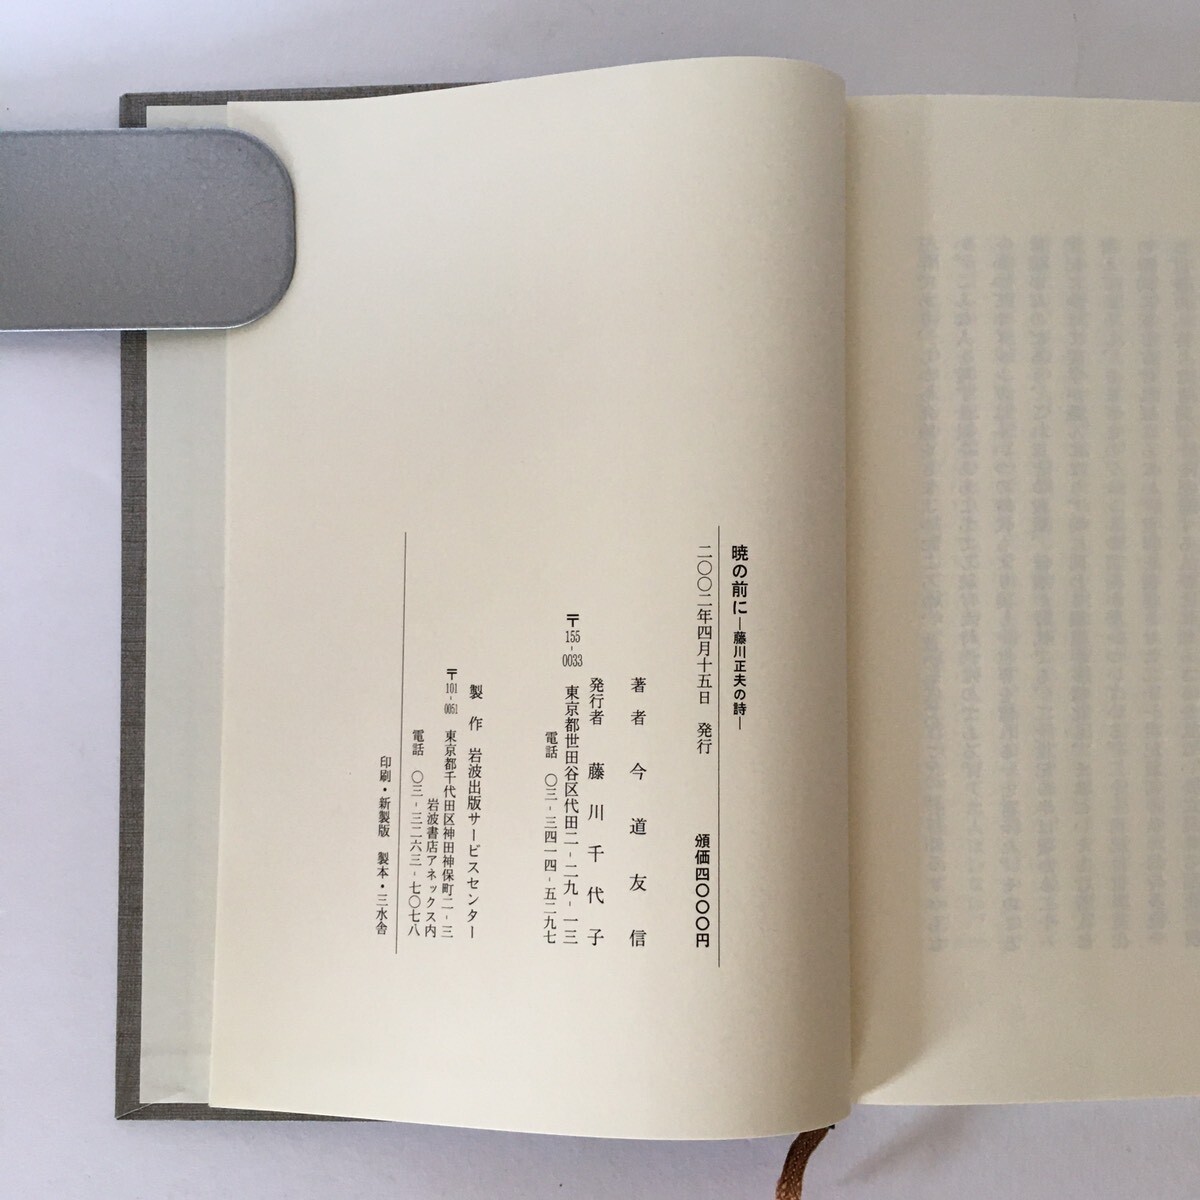 暁の前に―藤川正夫の詩―
二〇〇二年四月十五日 発行 頒価四〇〇〇円
著者 今道友信
発行者 藤川千代子
〒155-0033 東京都世田谷区代田二-二九-一三
電話 〇三-三四一四-五二九七
製作 岩波出版サービスセンター
〒101-0051 東京都千代田区神田神保町二-三
岩波書店アネックス内
電話 〇三-三二六三-七〇七八
印刷・新製版 製本・三水舎